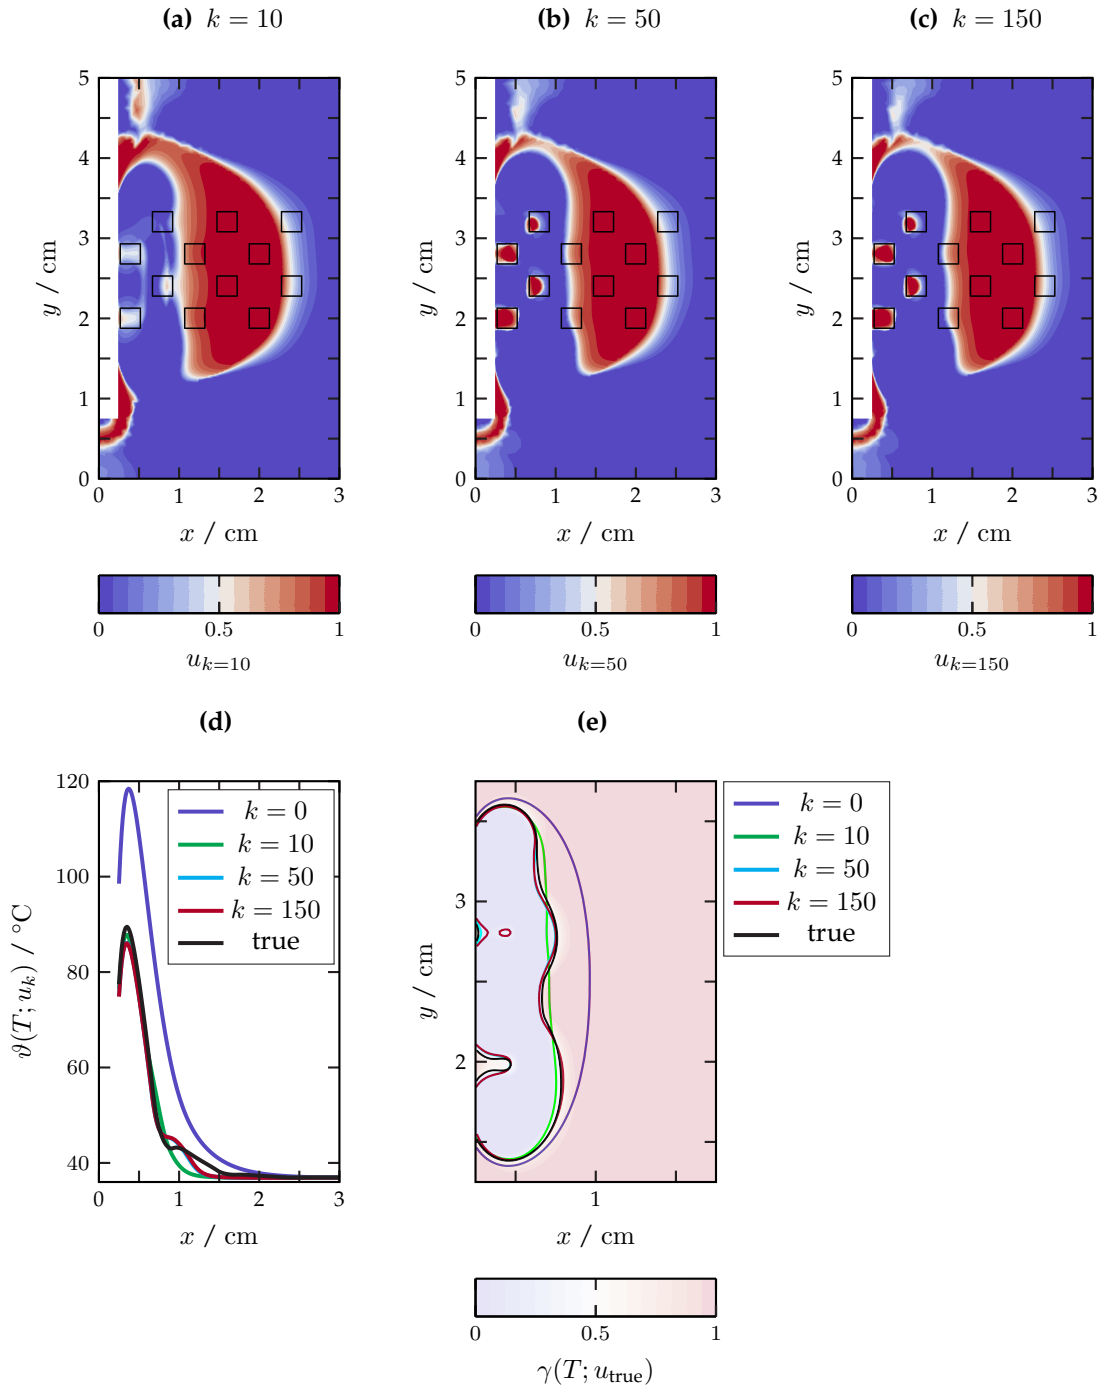 (a) k = 10
(b) k = 50
(c) k = 150
5
4
3
2
1
0
y / cm
0 1 2 3
x / cm
5
4
3
2
1
0
y / cm
0 1 2 3
x / cm
5
4
3
2
1
0
y / cm
0 1 2 3
x / cm
0 0.5 1
u_{k=10}
0 0.5 1
u_{k=50}
0 0.5 1
u_{k=150}
(d)
120
100
80
60
40
ϑ(T; u_k) / °C
k = 0
k = 10
k = 50
k = 150
true
0 1 2 3
x / cm
(e)
3
2
y / cm
k = 0
k = 10
k = 50
k = 150
true
1
x / cm
0 0.5 1
γ(T; u_{true})